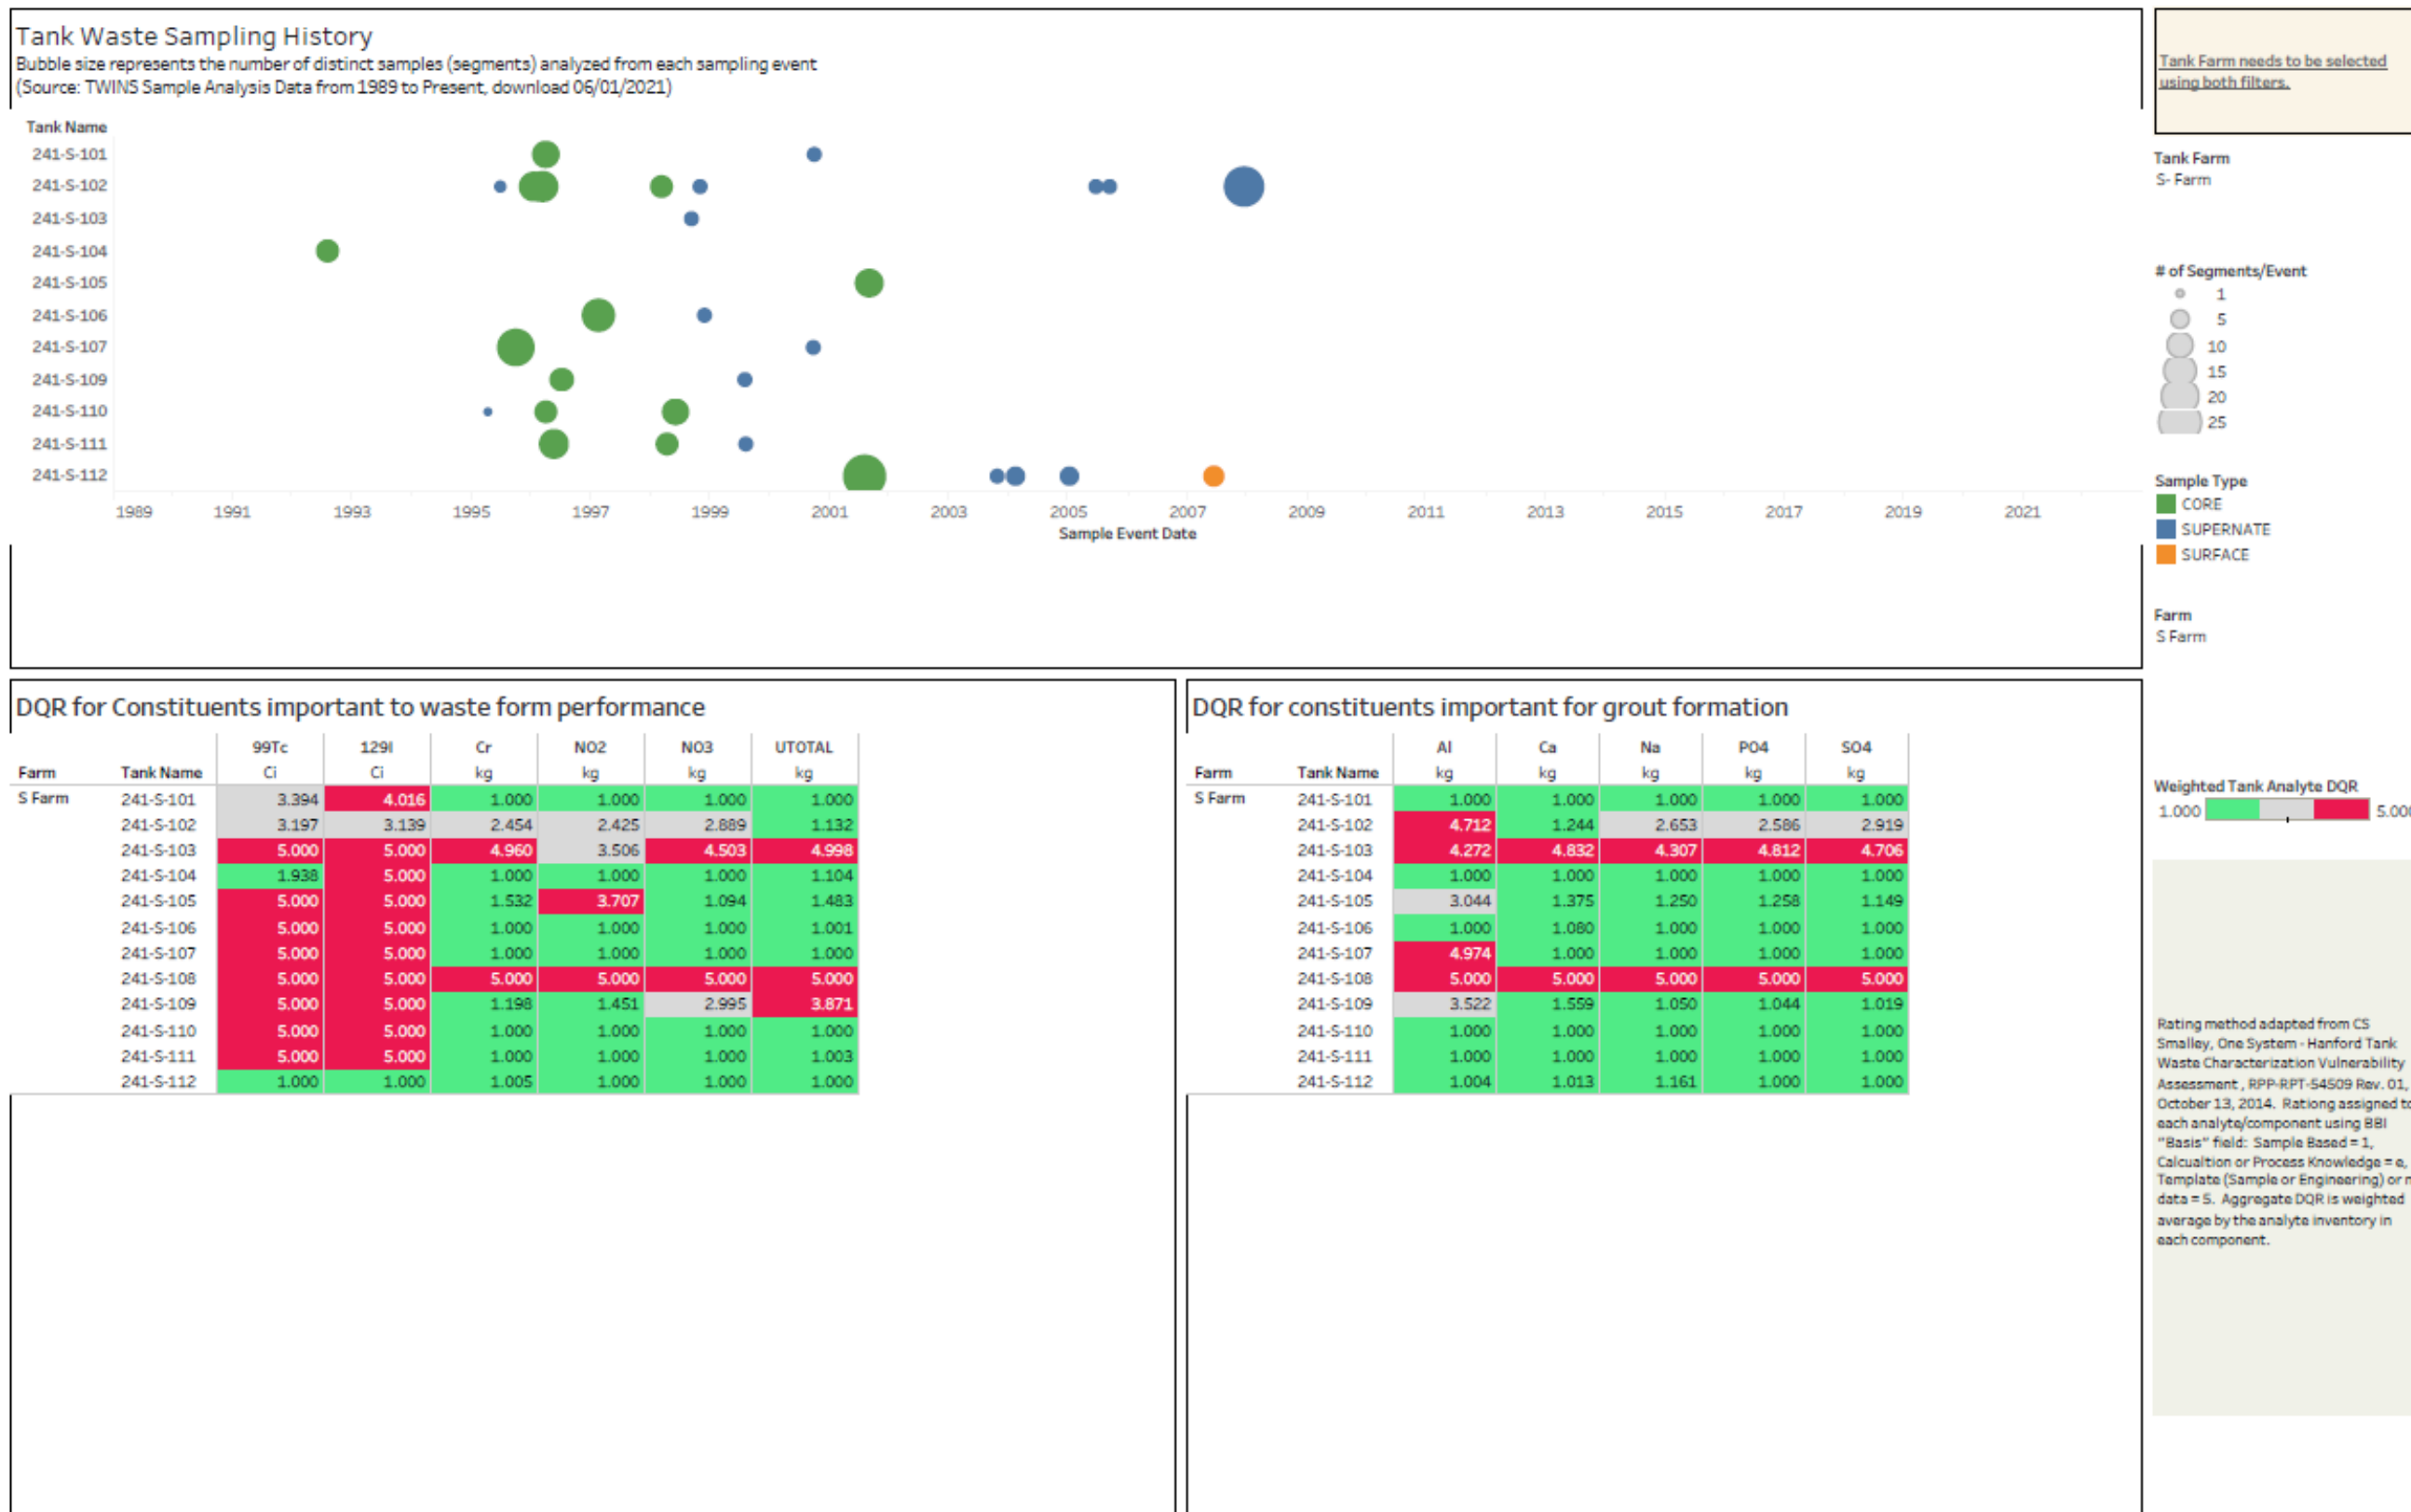 Tank Waste Sampling History
Bubble size represents the number of distinct samples (segments) analyzed from each sampling event
(Source: TWINS Sample Analysis Data from 1989 to Present, download 06/01/2021)
Tank Name
241-S-101
241-S-102
241-S-103
241-S-104
241-S-105
241-S-106
241-S-107
241-S-109
241-S-110
241-S-111
241-S-112
1989 1991 1993 1995 1997 1999 2001 2003 2005 2007 2009 2011 2013 2015 2017 2019 2021
Sample Event Date
Tank Farm needs to be selected
using both filters.
Tank Farm
S- Farm
# of Segments/Event
1
5
10
15
20
25
Sample Type
CORE
SUPERNATE
SURFACE
Farm
S Farm
DQR for Constituents important to waste form performance
99Tc 129I Cr NO2 NO3 UTOTAL
Farm Tank Name Ci Ci kg kg kg kg
S Farm 241-S-101 3.394 4.016 1.000 1.000 1.000 1.000
241-S-102 3.197 3.139 2.454 2.425 2.889 1.132
241-S-103 5.000 5.000 4.960 3.506 4.503 4.998
241-S-104 1.938 5.000 1.000 1.000 1.000 1.104
241-S-105 5.000 5.000 1.532 3.707 1.094 1.483
241-S-106 5.000 5.000 1.000 1.000 1.000 1.001
241-S-107 5.000 5.000 1.000 1.000 1.000 1.000
241-S-108 5.000 5.000 5.000 5.000 5.000 5.000
241-S-109 5.000 5.000 1.198 1.451 2.995 3.871
241-S-110 5.000 5.000 1.000 1.000 1.000 1.000
241-S-111 5.000 5.000 1.000 1.000 1.000 1.003
241-S-112 1.000 1.000 1.005 1.000 1.000 1.000
DQR for constituents important for grout formation
Al Ca Na PO4 SO4
Farm Tank Name kg kg kg kg kg
S Farm 241-S-101 1.000 1.000 1.000 1.000 1.000
241-S-102 4.712 1.244 2.653 2.586 2.919
241-S-103 4.272 4.832 4.307 4.812 4.706
241-S-104 1.000 1.000 1.000 1.000 1.000
241-S-105 3.044 1.375 1.250 1.258 1.149
241-S-106 1.000 1.080 1.000 1.000 1.000
241-S-107 4.974 1.000 1.000 1.000 1.000
241-S-108 5.000 5.000 5.000 5.000 5.000
241-S-109 3.522 1.559 1.050 1.044 1.019
241-S-110 1.000 1.000 1.000 1.000 1.000
241-S-111 1.000 1.000 1.000 1.000 1.000
241-S-112 1.004 1.013 1.161 1.000 1.000
Weighted Tank Analyte DQR
1.000 5.000
Rating method adapted from CS
Smalley, One System - Hanford Tank
Waste Characterization Vulnerability
Assessment , RPP-RPT-54509 Rev. 01,
October 13, 2014. Rationg assigned to
each analyte/component using BBI
"Basis" field: Sample Based = 1,
Calcualtion or Process Knowledge = e,
Template (Sample or Engineering) or
data = 5. Aggregate DQR is weighted
average by the analyte inventory in
each component.